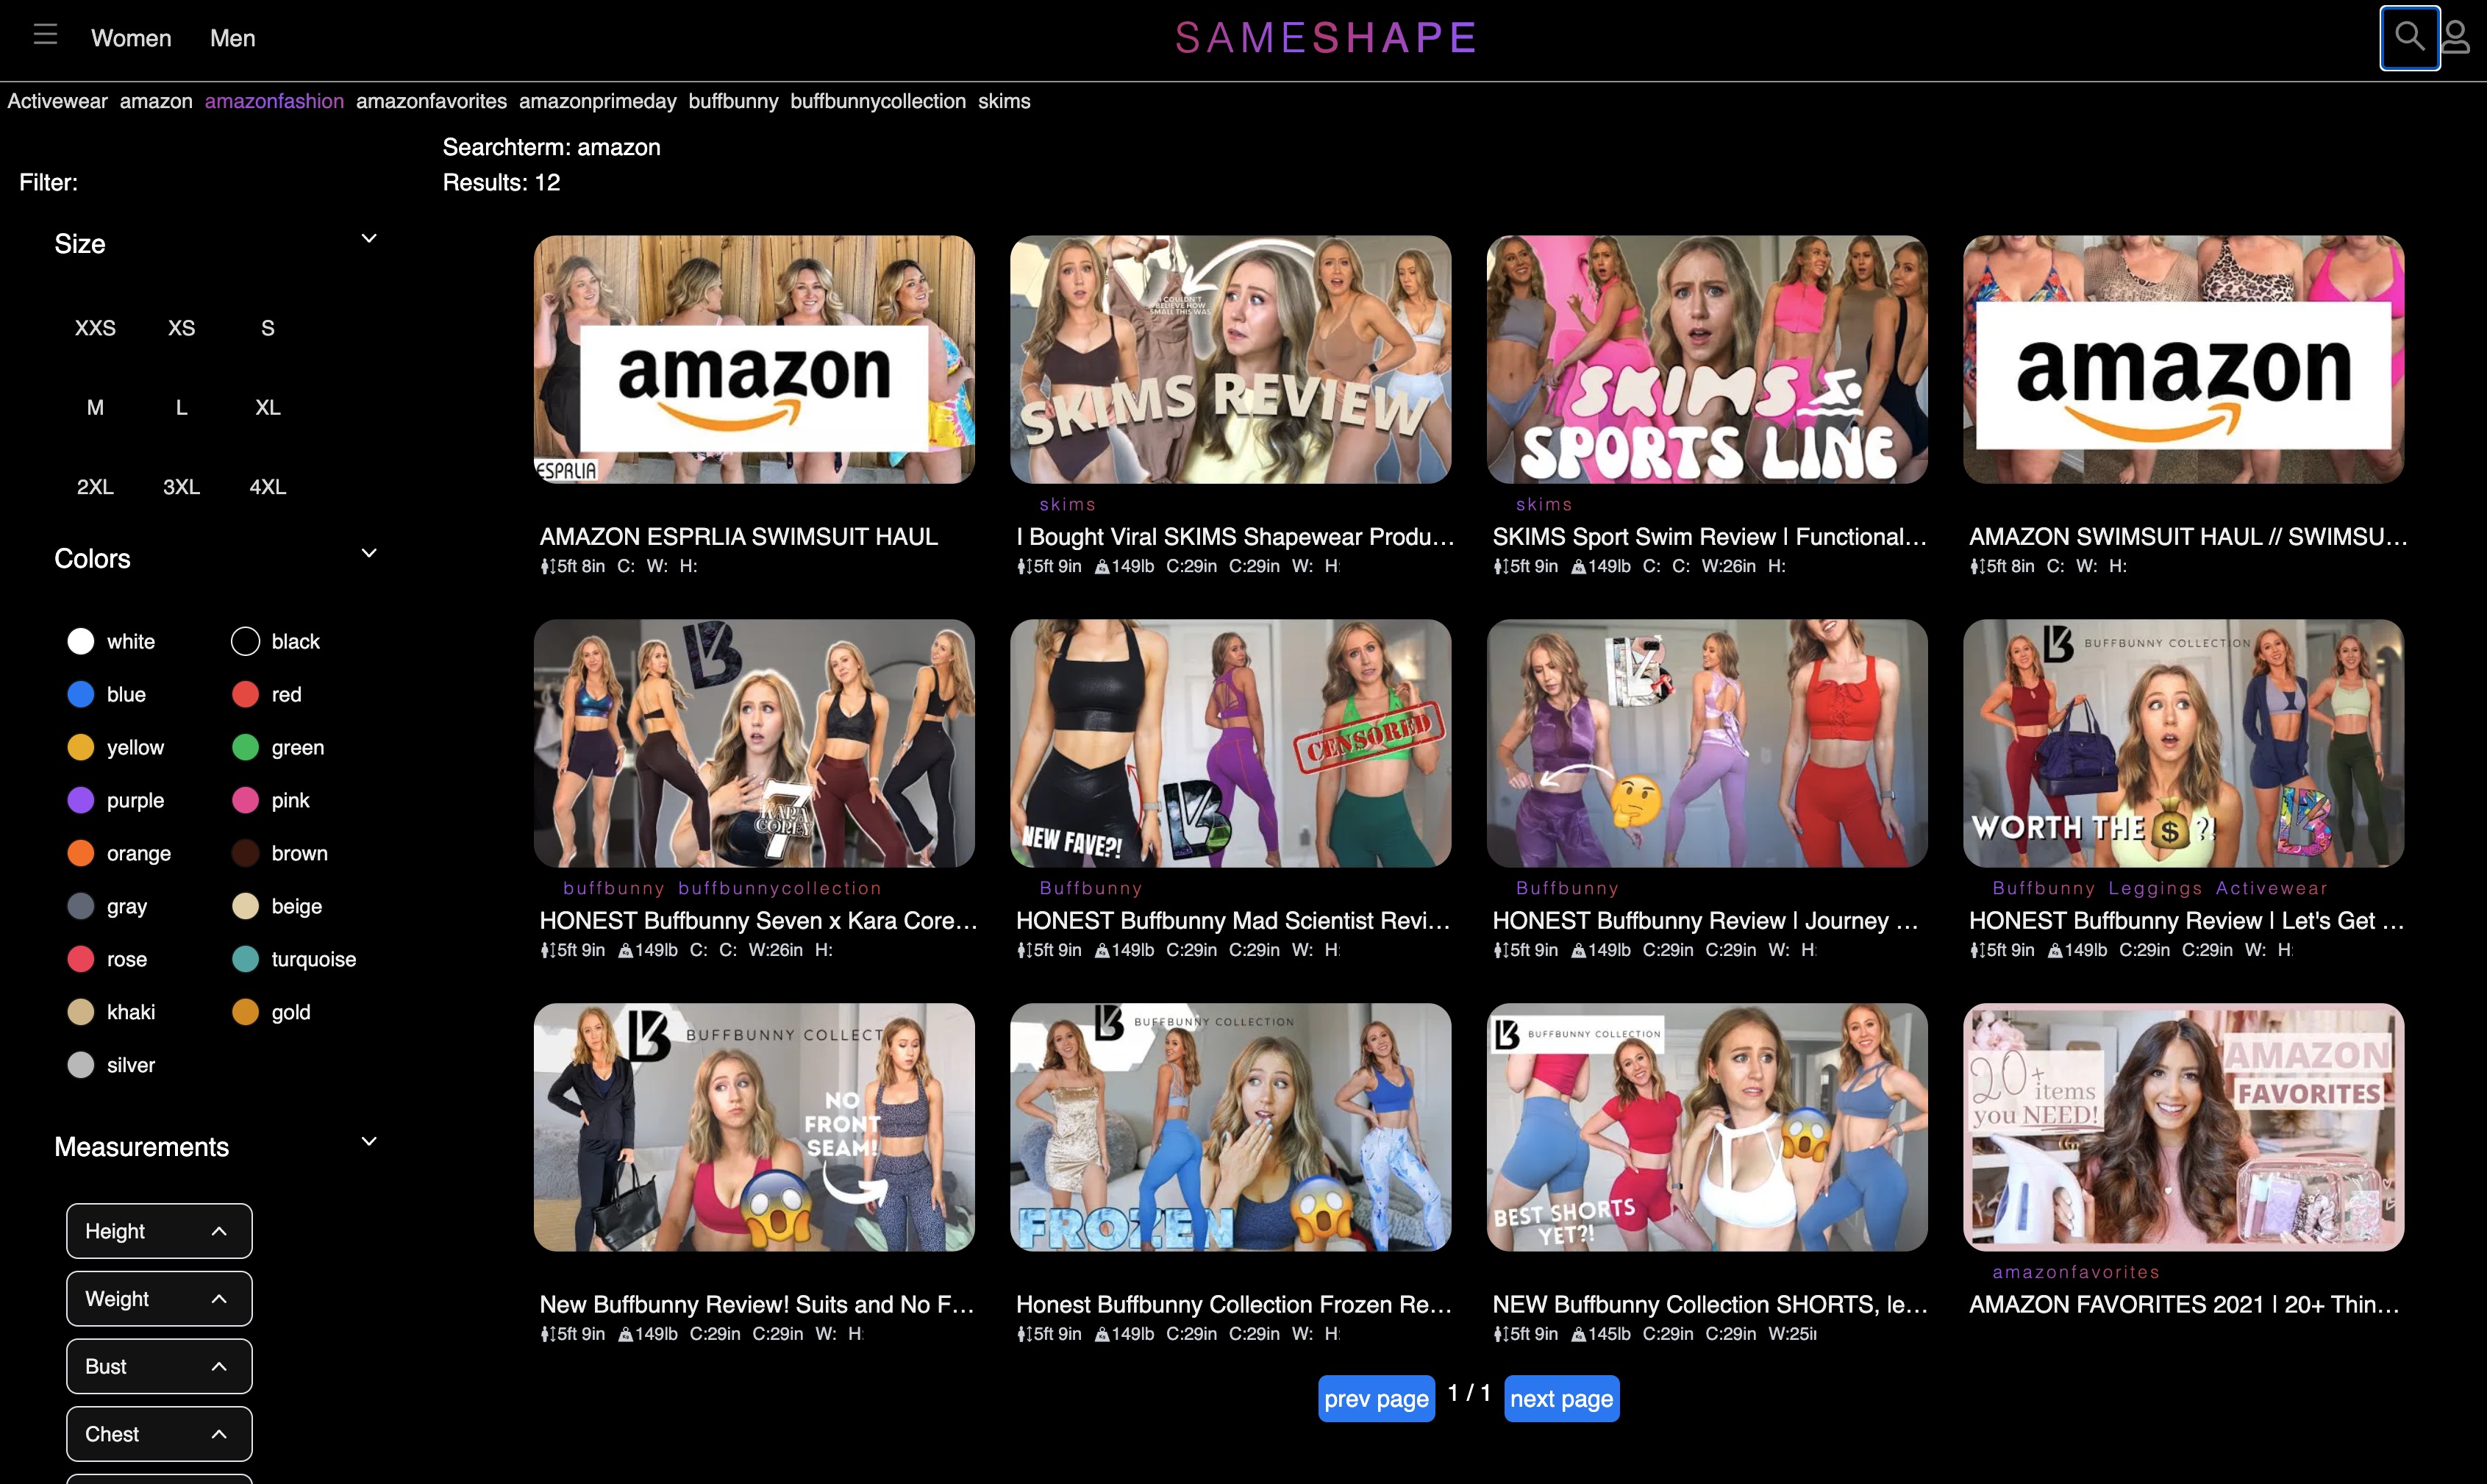 Women Men SAMESHAPE
Activewear amazon amazonfashion amazonfavorites amazonprimeday buffbunny buffbunnycollection skims
Searchterm: amazon
Results: 12
Filter:
Size
XXS XS S
M L XL
2XL 3XL 4XL
Colors
white black
blue red
yellow green
purple pink
orange brown
gray beige
rose turquoise
khaki gold
silver
Measurements
Height
Weight
Bust
Chest
amazon
ESPRLIA
AMAZON ESPRLIA SWIMSUIT HAUL
5ft 8in C: W: H:
I COULDN'T
BELIEVE HOW
SMALL THIS WAS
SKIMS REVIEW
skims
I Bought Viral SKIMS Shapewear Produ...
5ft 9in 149lb C:29in C:29in W: H:
SKIMS
SPORTS LINE
skims
SKIMS Sport Swim Review | Functional...
5ft 9in 149lb C: C: W:26in H:
amazon
AMAZON SWIMSUIT HAUL // SWIMSU...
5ft 8in C: W: H:
7
KARA
COREY
buffbunny buffbunnycollection
HONEST Buffbunny Seven x Kara Core...
5ft 9in 149lb C: C: W:26in H:
CENSORED
NEW FAVE?!
Buffbunny
HONEST Buffbunny Mad Scientist Revi...
5ft 9in 149lb C:29in C:29in W: H:
Buffbunny
HONEST Buffbunny Review | Journey ...
5ft 9in 149lb C:29in C:29in W: H:
BUFFBUNNY COLLECTION
WORTH THE $ ?!
Buffbunny Leggings Activewear
HONEST Buffbunny Review | Let's Get ...
5ft 9in 149lb C:29in C:29in W: H:
BUFFBUNNY COLLECT
NO
FRONT
SEAM!
New Buffbunny Review! Suits and No F...
5ft 9in 149lb C:29in C:29in W: H:
BUFFBUNNY COLLECTION
FROZEN
Honest Buffbunny Collection Frozen Re...
5ft 9in 149lb C:29in C:29in W: H:
BUFFBUNNY COLLECTION
BEST SHORTS
YET?!
NEW Buffbunny Collection SHORTS, le...
5ft 9in 145lb C:29in C:29in W:25i
20+ items
you NEED!
AMAZON
FAVORITES
amazonfavorites
AMAZON FAVORITES 2021 | 20+ Thin...
prev page 1 / 1 next page